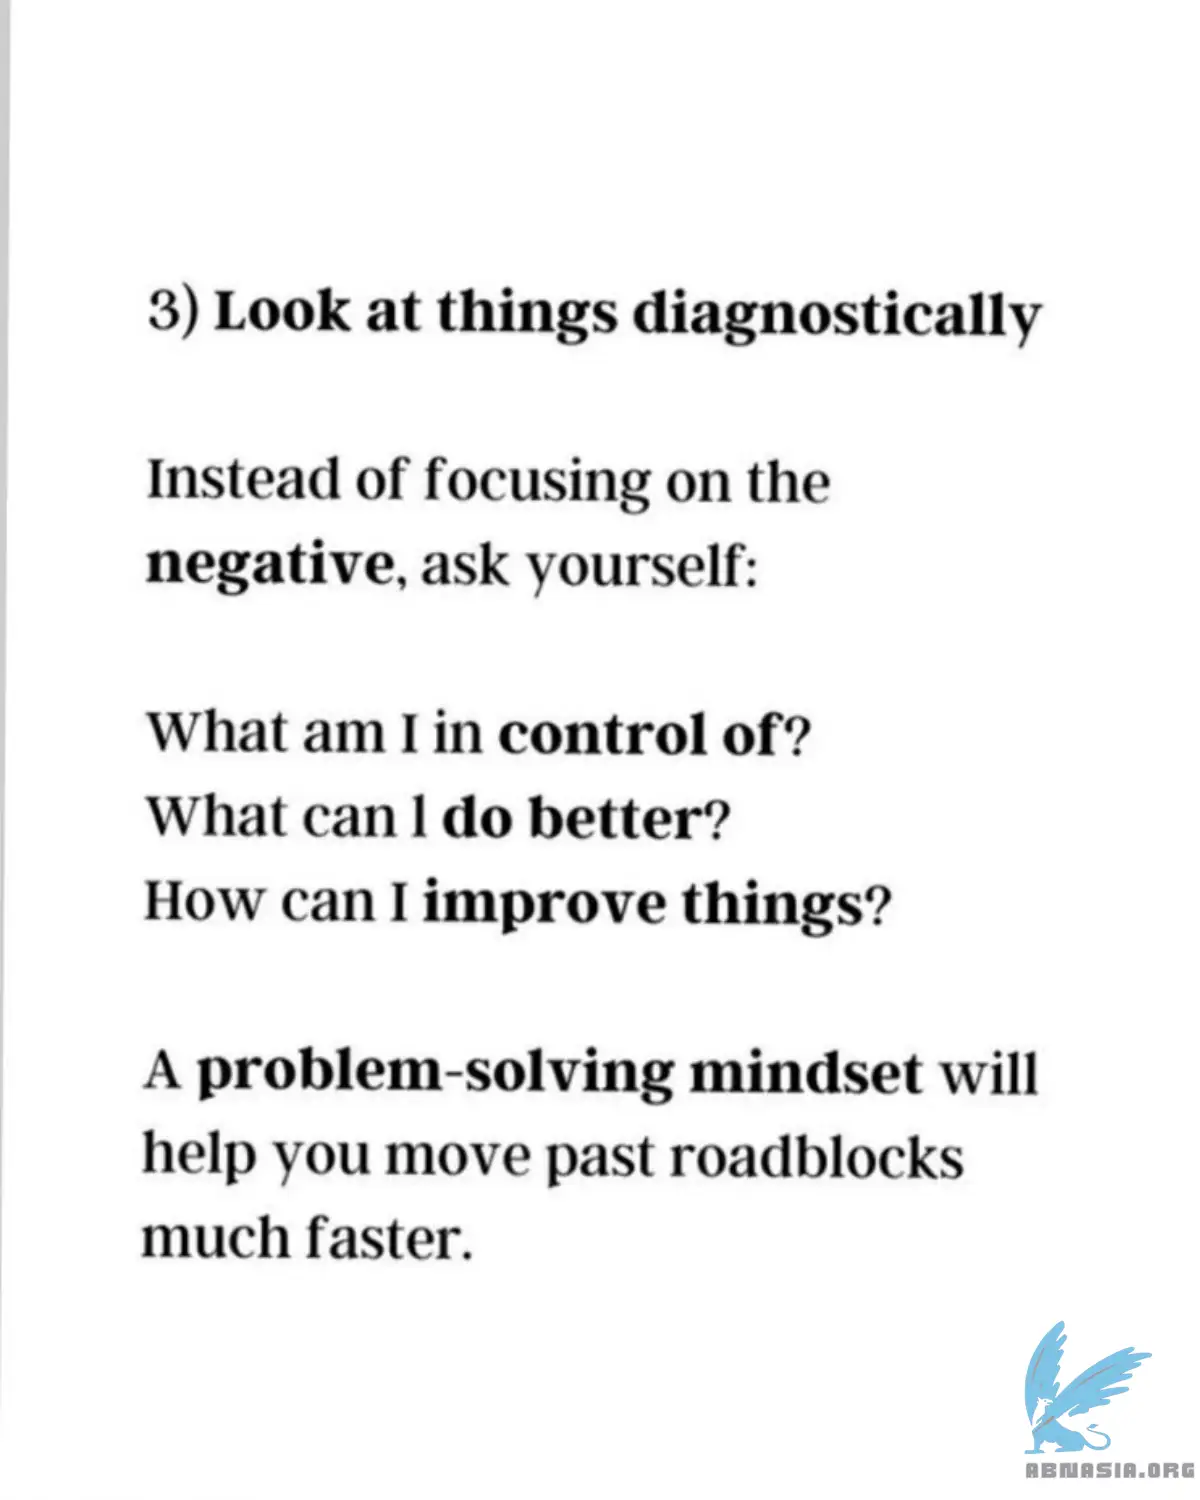 3) Look at things diagnostically
Instead of focusing on the
negative, ask yourself:
What am I in control of?
What can l do better?
How can I improve things?
A problem-solving mindset will
help you move past roadblocks
much faster.
ABNASIA.ORG